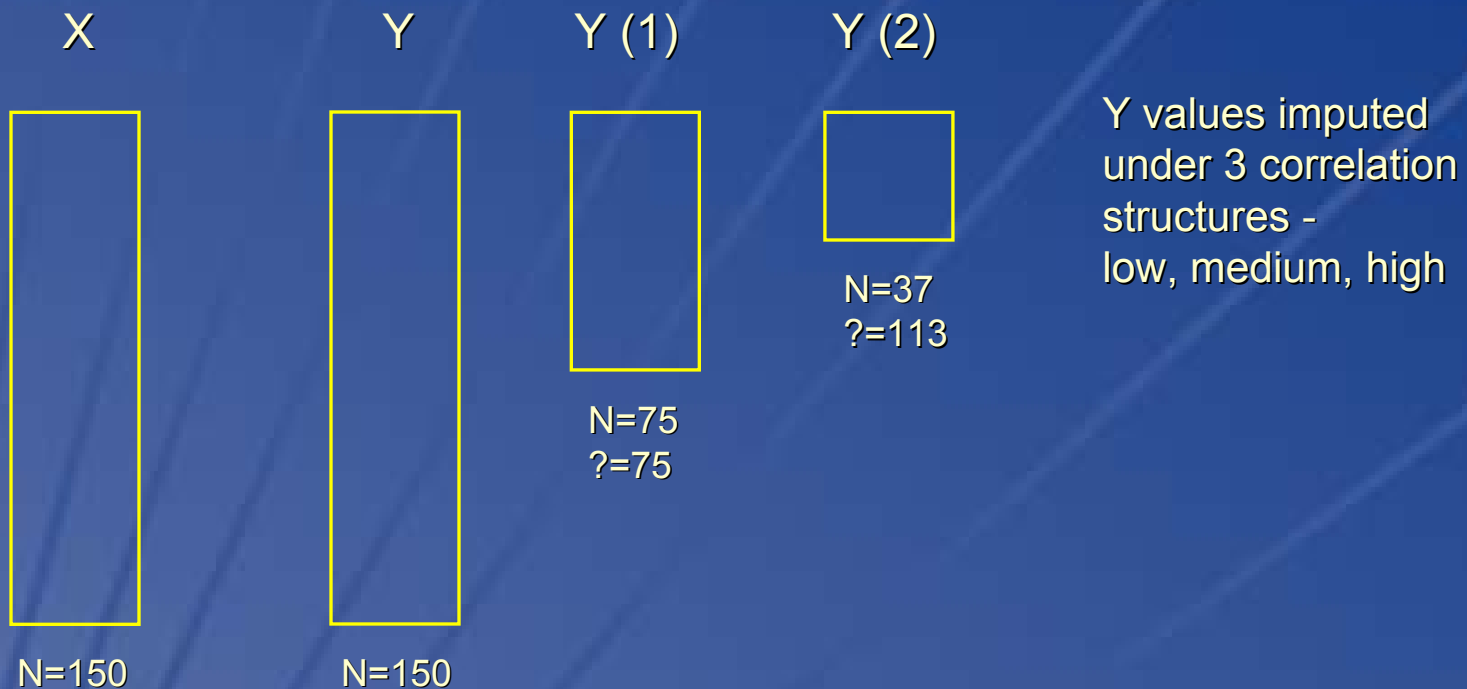 X
Y
Y (1)
Y (2)
Y values imputed
under 3 correlation
structures -
low, medium, high
N=37
?=113
N=75
?=75
N=150
N=150